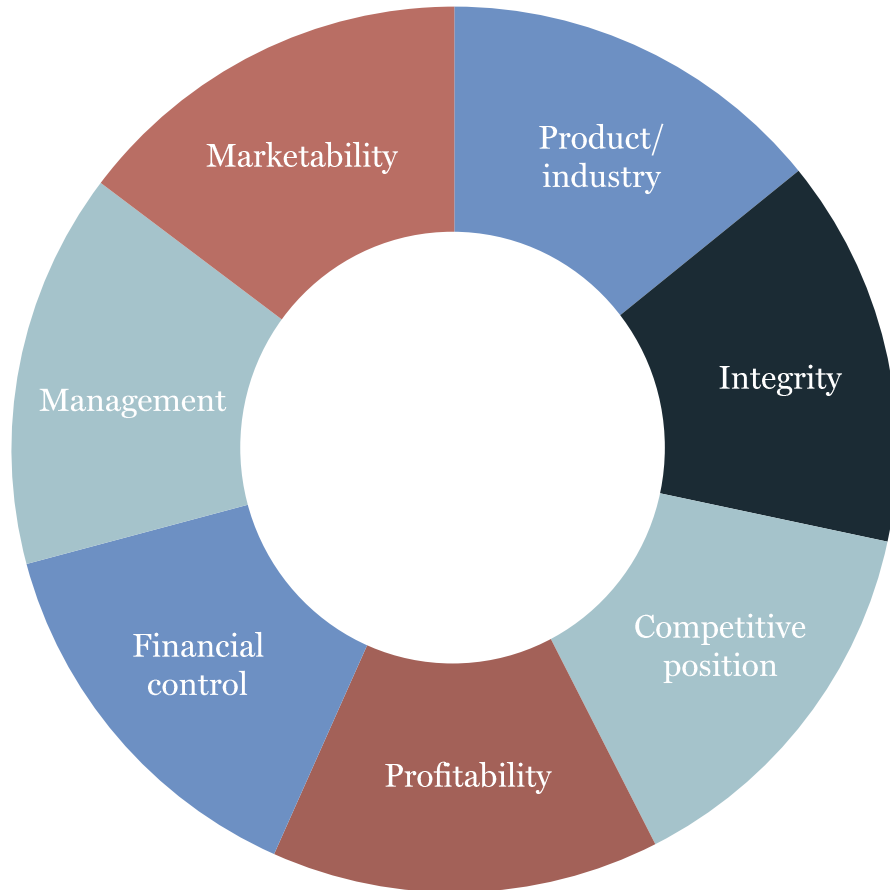 Product/
industry
Integrity
Competitive
position
Profitability
Financial
control
Management
Marketability